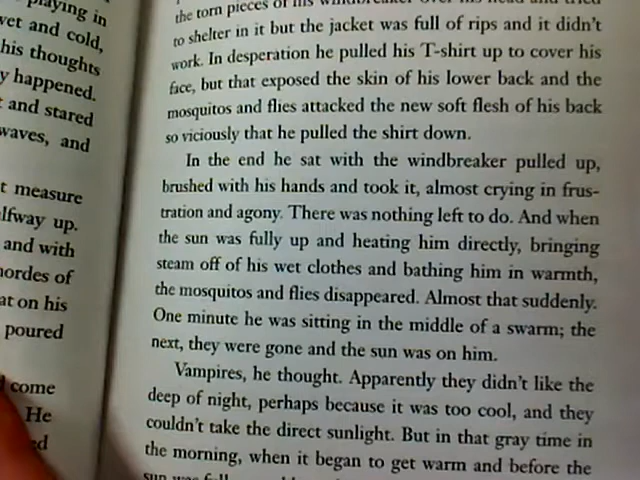 playing in
wet and cold,
his thoughts
happened.
and stared
waves, and
measure
lfway up.
and with
hordes of
at on his
poured
come
He
ed
the torn pieces of his windbreaker over his head and tried
to shelter in it but the jacket was full of rips and it didn't
work. In desperation he pulled his T-shirt up to cover his
face, but that exposed the skin of his lower back and the
mosquitos and flies attacked the new soft flesh of his back
so viciously that he pulled the shirt down.
In the end he sat with the windbreaker pulled up,
brushed with his hands and took it, almost crying in frus-
tration and agony. There was nothing left to do. And when
the sun was fully up and heating him directly, bringing
steam off of his wet clothes and bathing him in warmth,
the mosquitos and flies disappeared. Almost that suddenly.
One minute he was sitting in the middle of a swarm; the
next, they were gone and the sun was on him.
Vampires, he thought. Apparently they didn't like the
deep of night, perhaps because it was too cool, and they
couldn't take the direct sunlight. But in that gray time in
the morning, when it began to get warm and before the
sun was full